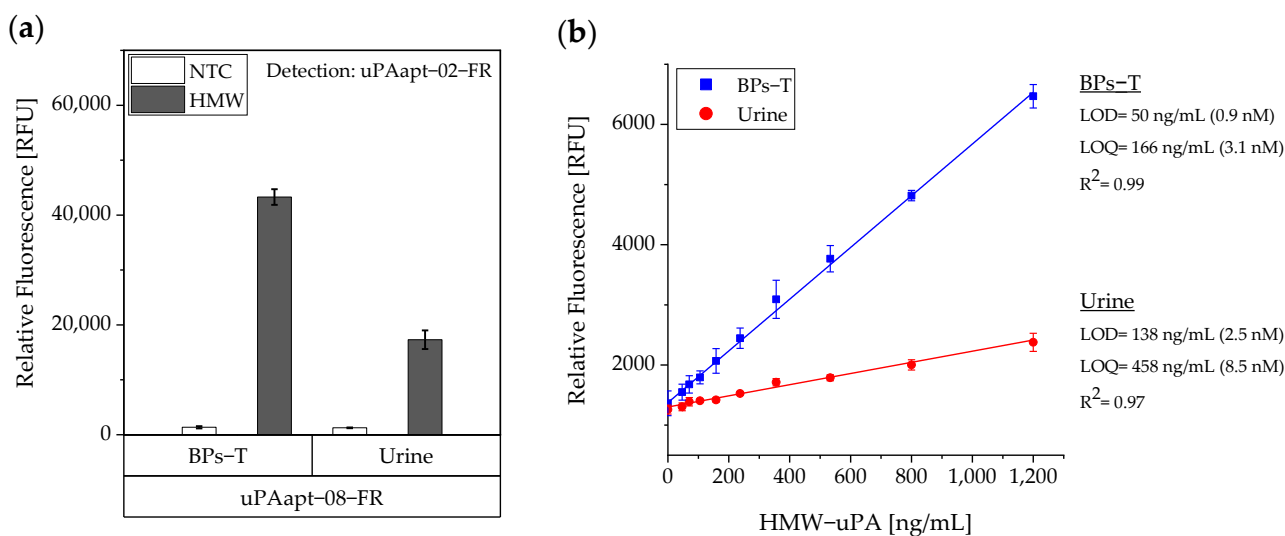 (a)
NTC
HMW
Detection: uPAapt−02−FR
Relative Fluorescence [RFU]
60,000
40,000
20,000
0
BPs−T
Urine
uPAapt−08−FR
(b)
BPs−T
Urine
Relative Fluorescence [RFU]
6000
4000
2000
0
200
400
600
800
1,000
1,200
HMW−uPA [ng/mL]
BPs−T
LOD= 50 ng/mL (0.9 nM)
LOQ= 166 ng/mL (3.1 nM)
R²= 0.99
Urine
LOD= 138 ng/mL (2.5 nM)
LOQ= 458 ng/mL (8.5 nM)
R²= 0.97